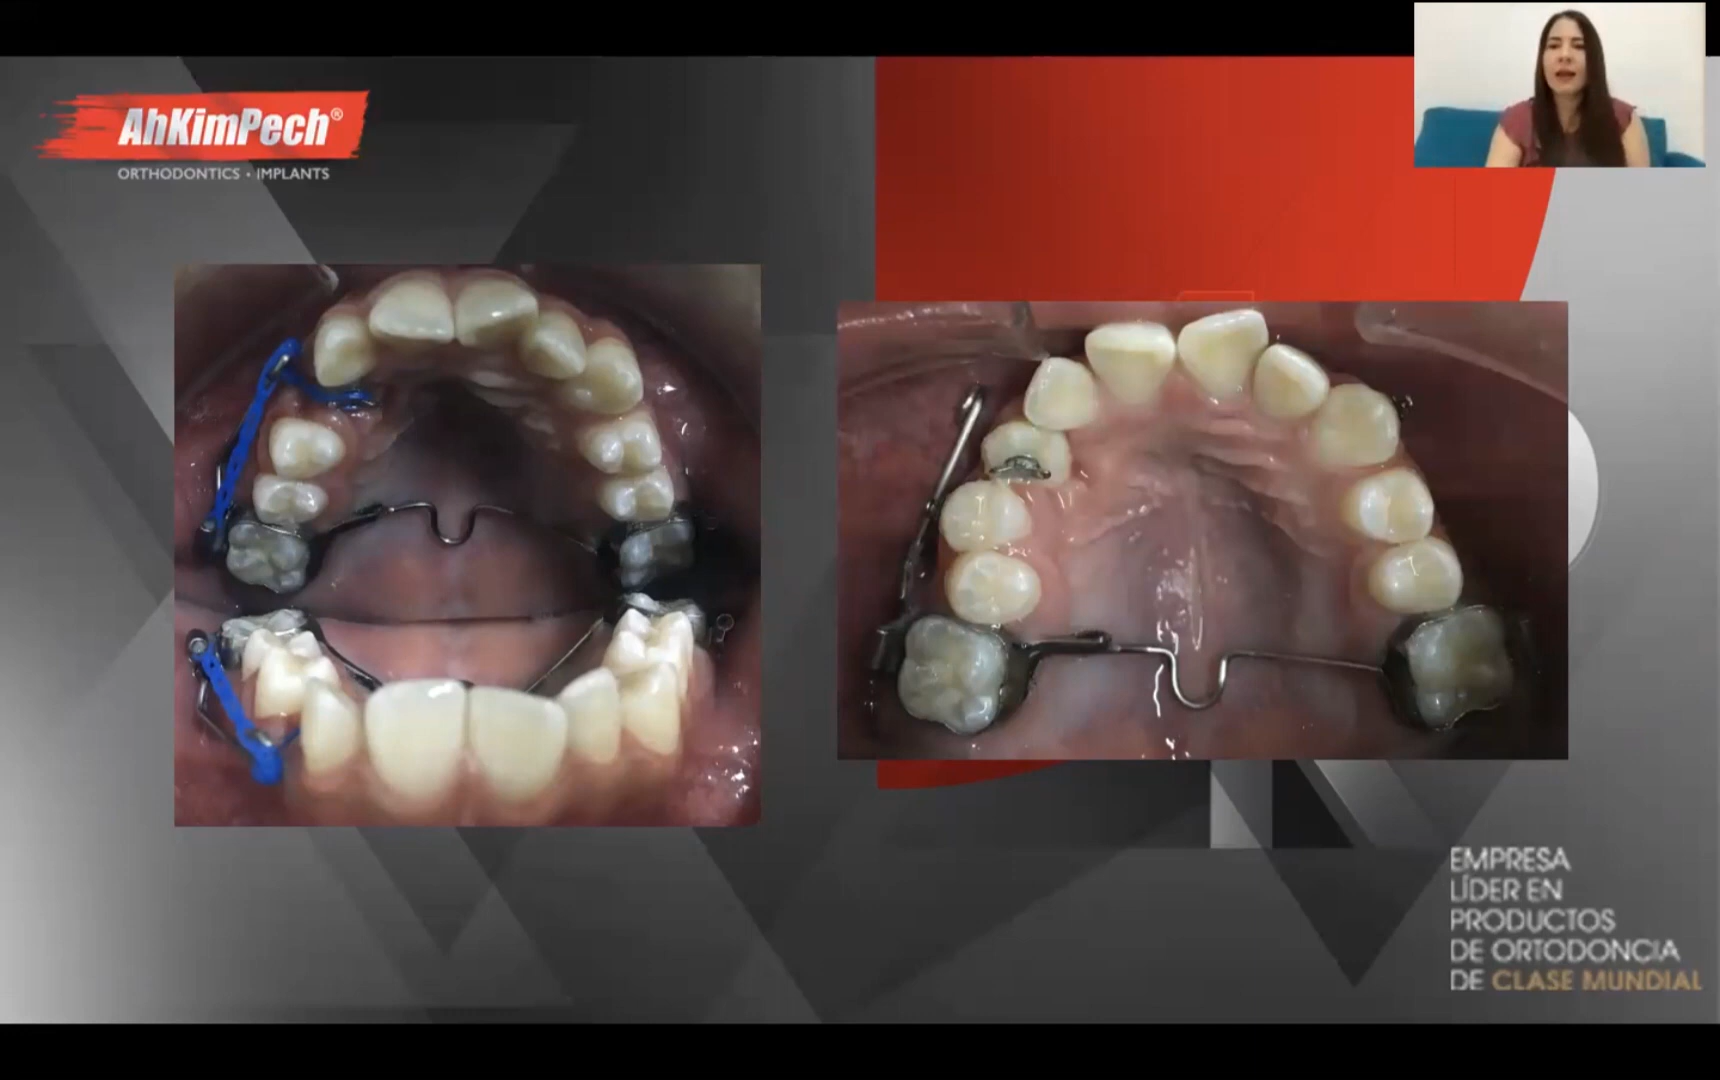 AhKimPech®
ORTHODONTICS • IMPLANTS
EMPRESA
LÍDER EN
PRODUCTOS
DE ORTODONCIA
DE CLASE MUNDIAL